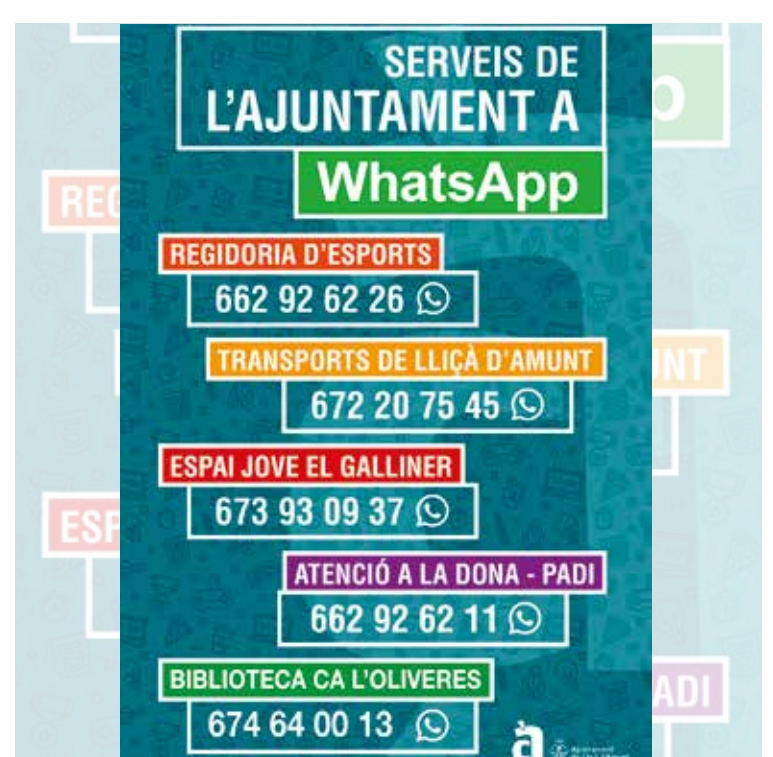 SERVEIS DE
L'AJUNTAMENT A
WhatsApp
REGIDORIA D'ESPORTS
662 92 62 26
TRANSPORTS DE LLIÇÀ D'AMUNT
672 20 75 45
ESPAI JOVE EL GALLINER
673 93 09 37
ATENCIÓ A LA DONA - PADI
662 92 62 11
BIBLIOTECA CA L'OLIVERES
674 64 00 13
à